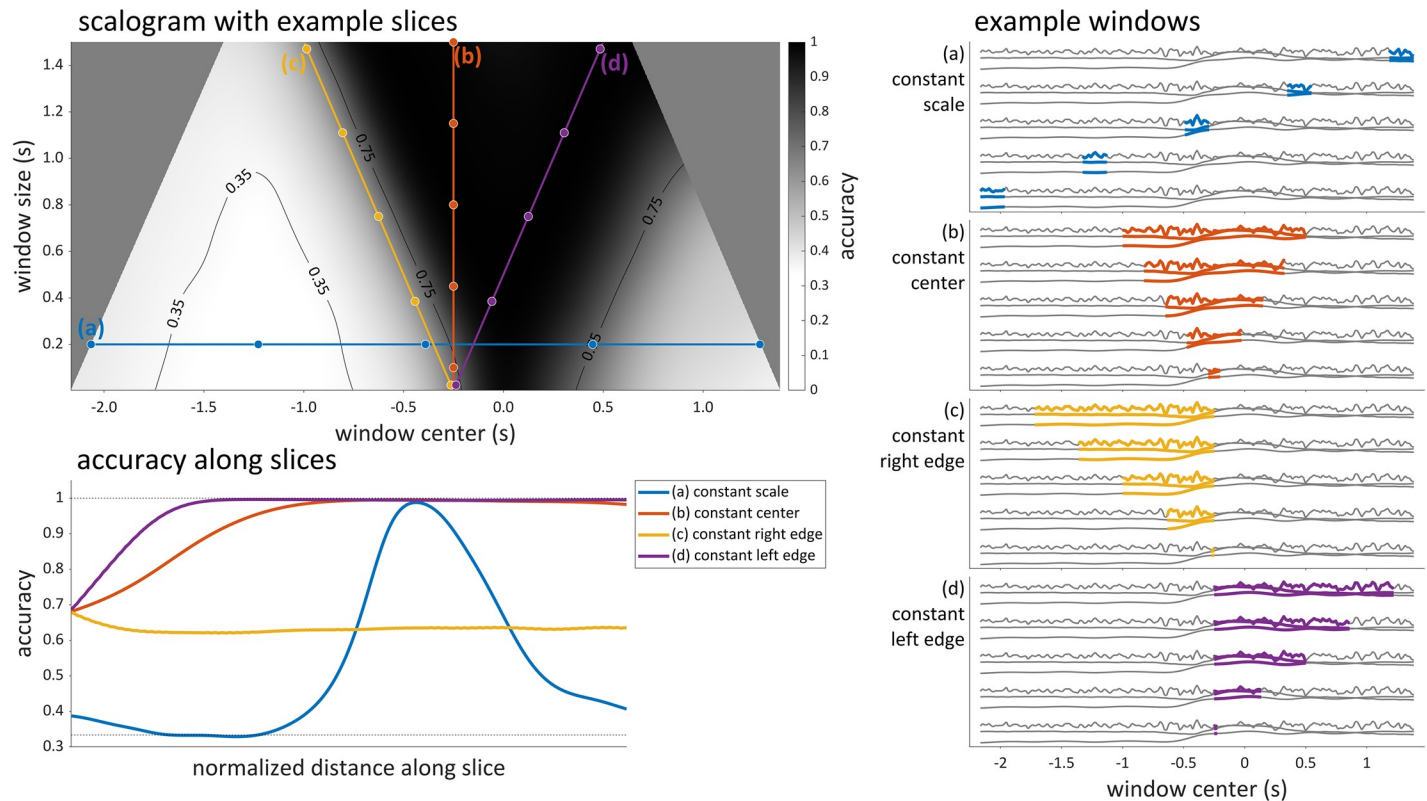 scalogram with example slices
1.4
1.2
1.0
0.8
0.6
0.4
0.2
window size (s)
(c)
(b)
(d)
(a)
0.75
0.35
0.75
0.35
0.35
0.75
0.35
-2.0 -1.5 -1.0 -0.5 0.0 0.5 1.0
window center (s)
1
0.9
0.8
0.7
0.6
0.5
0.4
0.3
0.2
0.1
0
accuracy
accuracy along slices
1
0.9
0.8
0.7
0.6
0.5
0.4
0.3
accuracy
normalized distance along slice
(a) constant scale
(b) constant center
(c) constant right edge
(d) constant left edge
example windows
(a)
constant
scale
(b)
constant
center
(c)
constant
right edge
(d)
constant
left edge
-2 -1.5 -1 -0.5 0 0.5 1
window center (s)